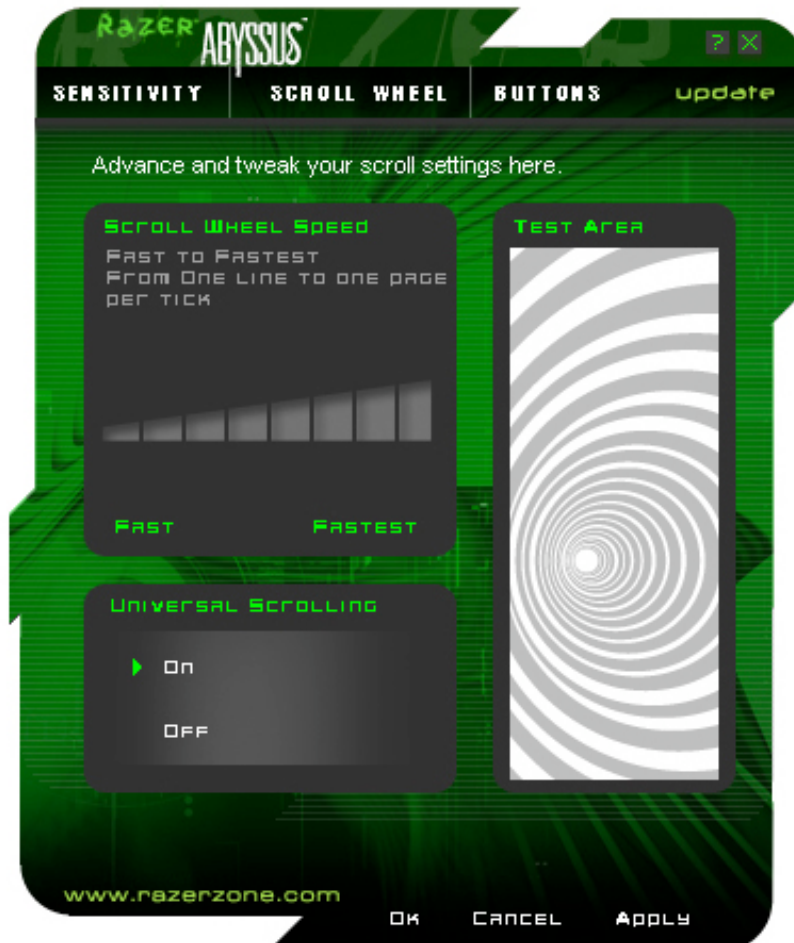 Razer™ ABYSSUS™
? X
SENSITIVITY SCROLL WHEEL BUTTONS update
Advance and tweak your scroll settings here.
Scroll Wheel Speed
Fast to Fastest
From One line to one page
per tick
Fast Fastest
Test Area
Universal Scrolling
On
Off
www.razerzone.com
Ok Cancel Apply